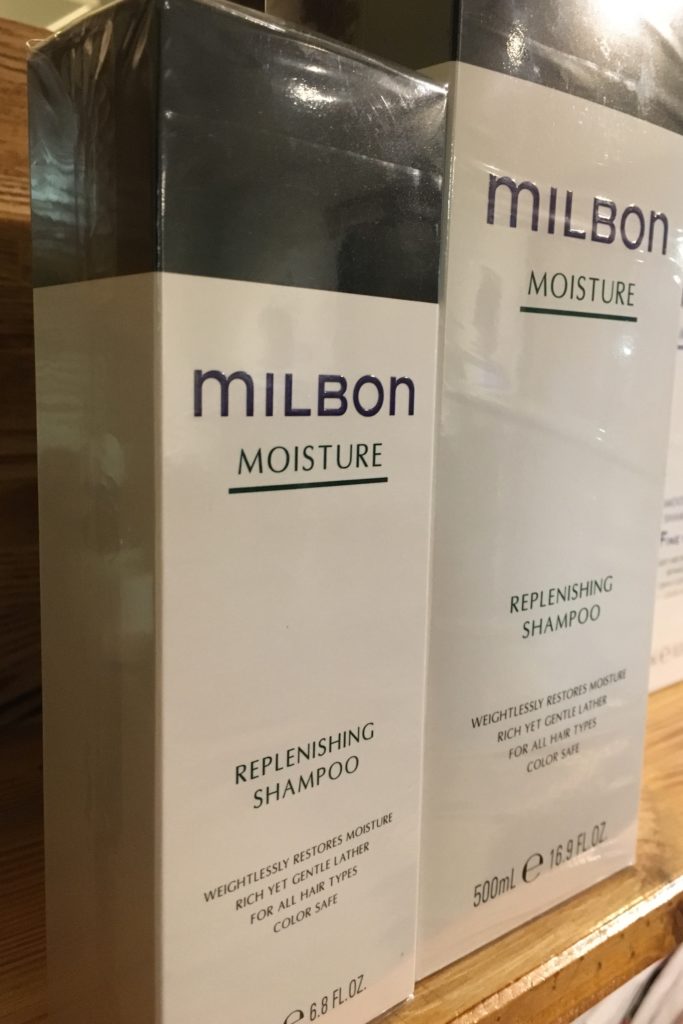 mILBon
MOISTURE
REPLENISHING
SHAMPOO
WEIGHTLESSLY RESTORES MOISTURE
RICH YET GENTLE LATHER
FOR ALL HAIR TYPES
COLOR SAFE
e 6.8 FL.OZ.
mILBon
MOISTURE
REPLENISHING
SHAMPOO
WEIGHTLESSLY RESTORES MOISTURE
RICH YET GENTLE LATHER
FOR ALL HAIR TYPES
COLOR SAFE
500mL e 16.9 FL.OZ.